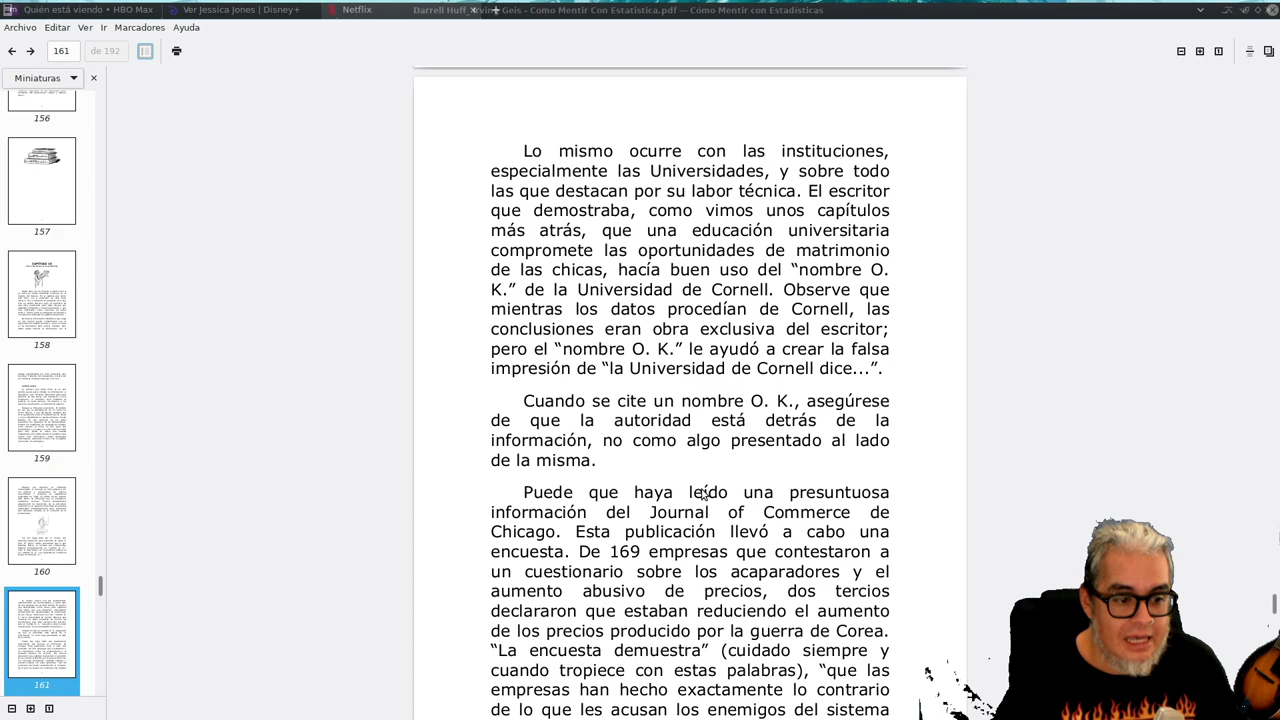 Quién está viendo • HBO Max
Ver Jessica Jones | Disney+
Netflix
Darrell Huff, Irving Geis - Como Mentir Con Estatistica.pdf — Cómo Mentir con Estadísticas
Archivo Editar Ver Ir Marcadores Ayuda
161 de 192
Miniaturas
156
157
158
159
160
161
Lo mismo ocurre con las instituciones,
especialmente las Universidades, y sobre todo
las que destacan por su labor técnica. El escritor
que demostraba, como vimos unos capítulos
más atrás, que una educación universitaria
compromete las oportunidades de matrimonio
de las chicas, hacía buen uso del “nombre O.
K.” de la Universidad de Cornell. Observe que
mientras los datos procedían de Cornell, las
conclusiones eran obra exclusiva del escritor;
pero el “nombre O. K.” le ayudó a crear la falsa
impresión de “la Universidad de Cornell dice...”.
Cuando se cite un nombre O. K., asegúrese
de que la autoridad está detrás de la
información, no como algo presentado al lado
de la misma.
Puede que haya leído una presuntuosa
información del Journal of Commerce de
Chicago. Esta publicación llevó a cabo una
encuesta. De 169 empresas que contestaron a
un cuestionario sobre los acaparadores y el
aumento abusivo de precios, dos tercios
declararon que estaban reduciendo el aumento
de los precios producido por la guerra de Corea.
“La encuesta demuestra” (cuidado siempre y
cuando tropiece con estas palabras), “que las
empresas han hecho exactamente lo contrario
de lo que les acusan los enemigos del sistema